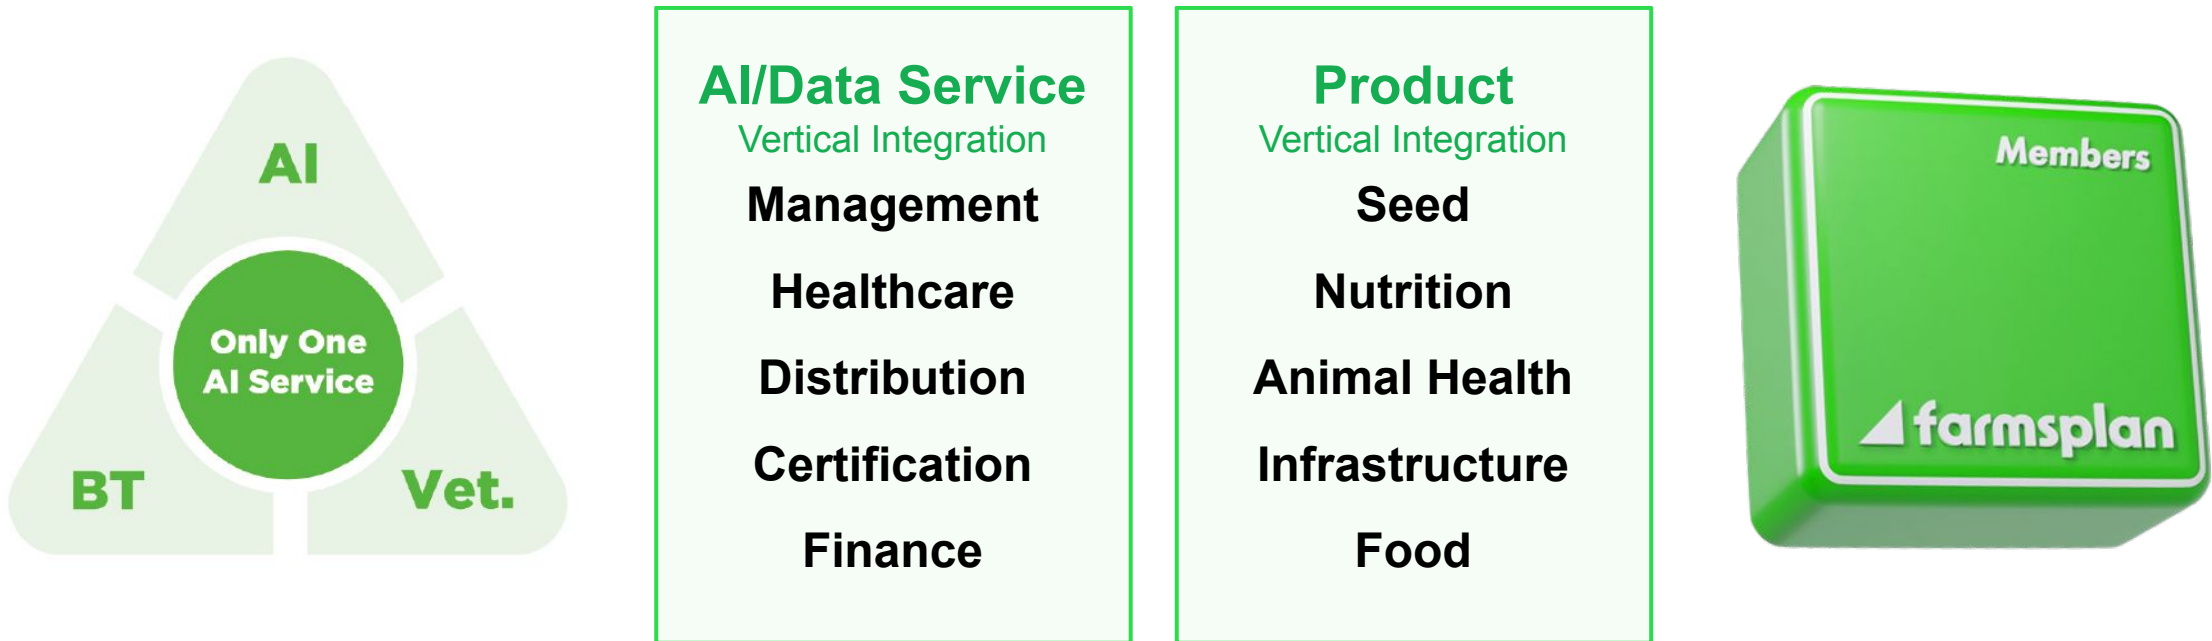 AI
Only One
AI Service
BT
Vet.
AI/Data Service
Vertical Integration
Management
Healthcare
Distribution
Certification
Finance
Product
Vertical Integration
Seed
Nutrition
Animal Health
Infrastructure
Food
Members
farmsplan